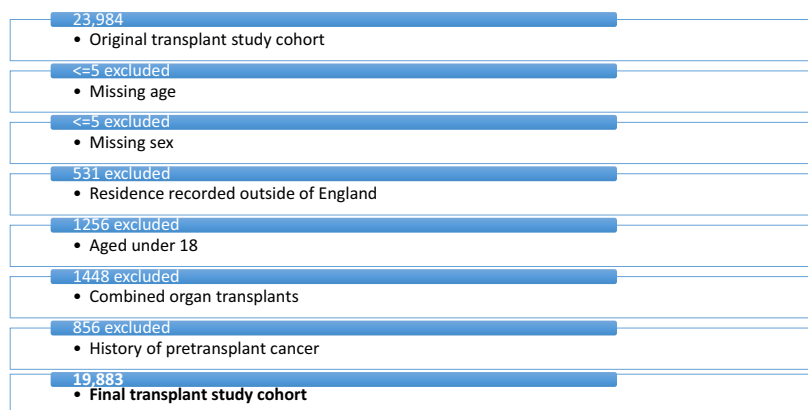 23,984
• Original transplant study cohort
<=5 excluded
• Missing age
<=5 excluded
• Missing sex
531 excluded
• Residence recorded outside of England
1256 excluded
• Aged under 18
1448 excluded
• Combined organ transplants
856 excluded
• History of pretransplant cancer
19,883
• Final transplant study cohort